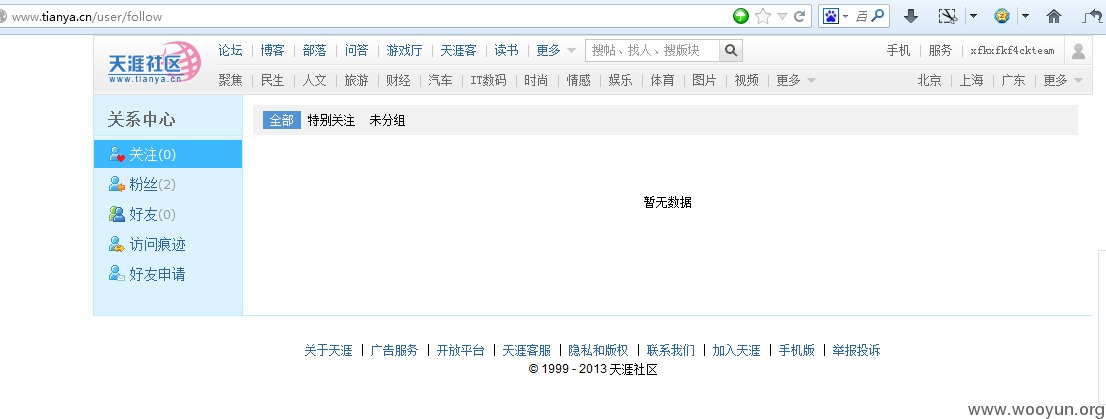 www.tianya.cn/user/follow
天涯社区
www.tianya.cn
论坛 博客 部落 问答 游戏厅 天涯客 读书 更多 搜帖、找人、搜版块 手机 服务 xfkxfkf4ckteam
聚焦 民生 人文 旅游 财经 汽车 IT数码 时尚 情感 娱乐 体育 图片 视频 更多 北京 上海 广东 更多
关系中心
全部 特别关注 未分组
关注(0)
粉丝(2)
好友(0)
访问痕迹
好友申请
暂无数据
关于天涯 | 广告服务 | 开放平台 | 天涯客服 | 隐私和版权 | 联系我们 | 加入天涯 | 手机版 | 举报投诉
© 1999 - 2013 天涯社区
www.wooyun.org